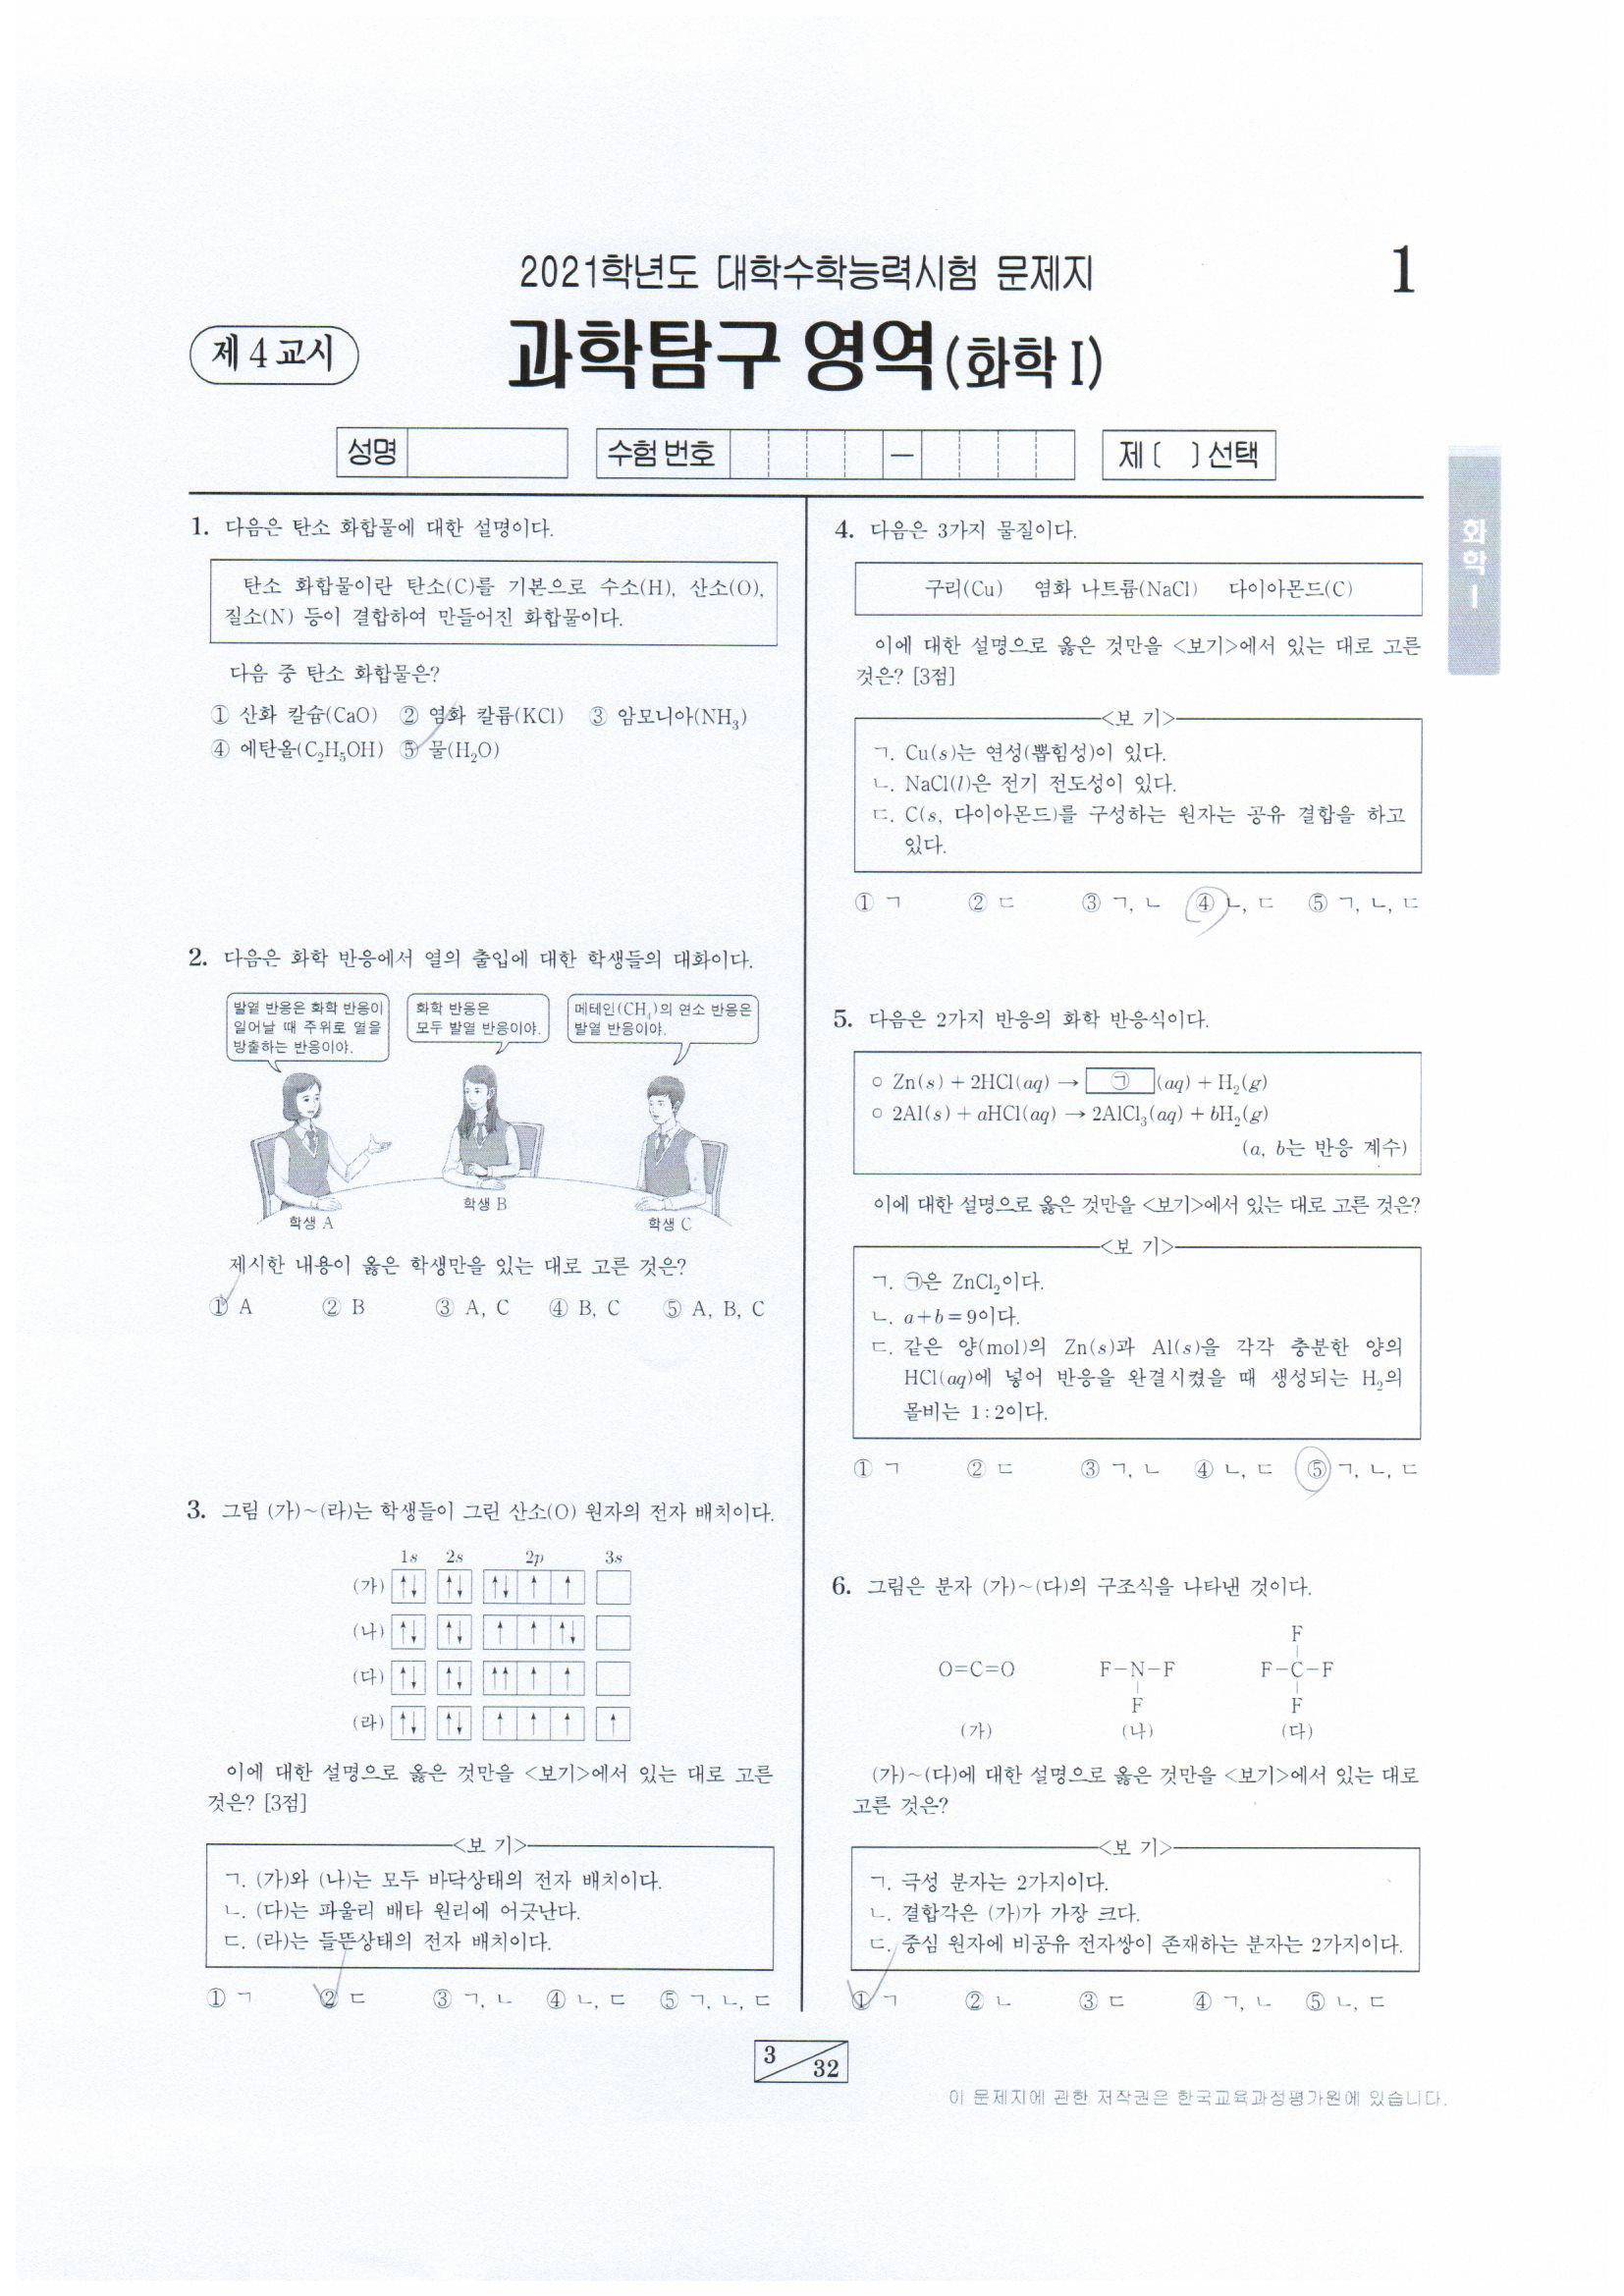 2021학년도 대학수학능력시험 문제지
1
제 4 교시
과학탐구 영역(화학 I)
성명
수험 번호
―
제 ( ) 선택
화학 I
1. 다음은 탄소 화합물에 대한 설명이다.
탄소 화합물이란 탄소(C)를 기본으로 수소(H), 산소(O),
질소(N) 등이 결합하여 만들어진 화합물이다.
다음 중 탄소 화합물은?
① 산화 칼슘(CaO) ② 염화 칼륨(KCl) ③ 암모니아(NH₃)
④ 에탄올(C₂H₅OH) ⑤ 물(H₂O)
2. 다음은 화학 반응에서 열의 출입에 대한 학생들의 대화이다.
발열 반응은 화학 반응이
일어날 때 주위로 열을
방출하는 반응이야.
화학 반응은
모두 발열 반응이야.
메테인(CH₄)의 연소 반응은
발열 반응이야.
학생 A
학생 B
학생 C
제시한 내용이 옳은 학생만을 있는 대로 고른 것은?
① A ② B ③ A, C ④ B, C ⑤ A, B, C
3. 그림 (가)~(라)는 학생들이 그린 산소(O) 원자의 전자 배치이다.
1s 2s 2p 3s
(가) ↑↓ ↑↓ ↑↓ ↑ ↑
(나) ↑↓ ↑↓ ↑ ↑ ↑↓
(다) ↑↓ ↑↓ ↑↑ ↑ ↑
(라) ↑↓ ↑↓ ↑ ↑ ↑ ↑
이에 대한 설명으로 옳은 것만을 <보기>에서 있는 대로 고른
것은? [3점]
<보 기>
ㄱ. (가)와 (나)는 모두 바닥상태의 전자 배치이다.
ㄴ. (다)는 파울리 배타 원리에 어긋난다.
ㄷ. (라)는 들뜬상태의 전자 배치이다.
① ㄱ ② ㄷ ③ ㄱ, ㄴ ④ ㄴ, ㄷ ⑤ ㄱ, ㄴ, ㄷ
4. 다음은 3가지 물질이다.
구리(Cu) 염화 나트륨(NaCl) 다이아몬드(C)
이에 대한 설명으로 옳은 것만을 <보기>에서 있는 대로 고른
것은? [3점]
<보 기>
ㄱ. Cu(s)는 연성(뽑힘성)이 있다.
ㄴ. NaCl(l)은 전기 전도성이 있다.
ㄷ. C(s, 다이아몬드)를 구성하는 원자는 공유 결합을 하고
있다.
① ㄱ ② ㄷ ③ ㄱ, ㄴ ④ ㄴ, ㄷ ⑤ ㄱ, ㄴ, ㄷ
5. 다음은 2가지 반응의 화학 반응식이다.
○ Zn(s) + 2HCl(aq) → ㉠ (aq) + H₂(g)
○ 2Al(s) + aHCl(aq) → 2AlCl₃(aq) + bH₂(g)
(a, b는 반응 계수)
이에 대한 설명으로 옳은 것만을 <보기>에서 있는 대로 고른 것은?
<보 기>
ㄱ. ㉠은 ZnCl₂이다.
ㄴ. a+b=9이다.
ㄷ. 같은 양(mol)의 Zn(s)과 Al(s)을 각각 충분한 양의
HCl(aq)에 넣어 반응을 완결시켰을 때 생성되는 H₂의
몰비는 1:2이다.
① ㄱ ② ㄷ ③ ㄱ, ㄴ ④ ㄴ, ㄷ ⑤ ㄱ, ㄴ, ㄷ
6. 그림은 분자 (가)~(다)의 구조식을 나타낸 것이다.
F
O=C=O F-N-F F-C-F
F F
(가) (나) (다)
(가)~(다)에 대한 설명으로 옳은 것만을 <보기>에서 있는 대로
고른 것은?
<보 기>
ㄱ. 극성 분자는 2가지이다.
ㄴ. 결합각은 (가)가 가장 크다.
ㄷ. 중심 원자에 비공유 전자쌍이 존재하는 분자는 2가지이다.
① ㄱ ② ㄴ ③ ㄷ ④ ㄱ, ㄴ ⑤ ㄴ, ㄷ
3
32
이 문제지에 관한 저작권은 한국교육과정평가원에 있습니다.